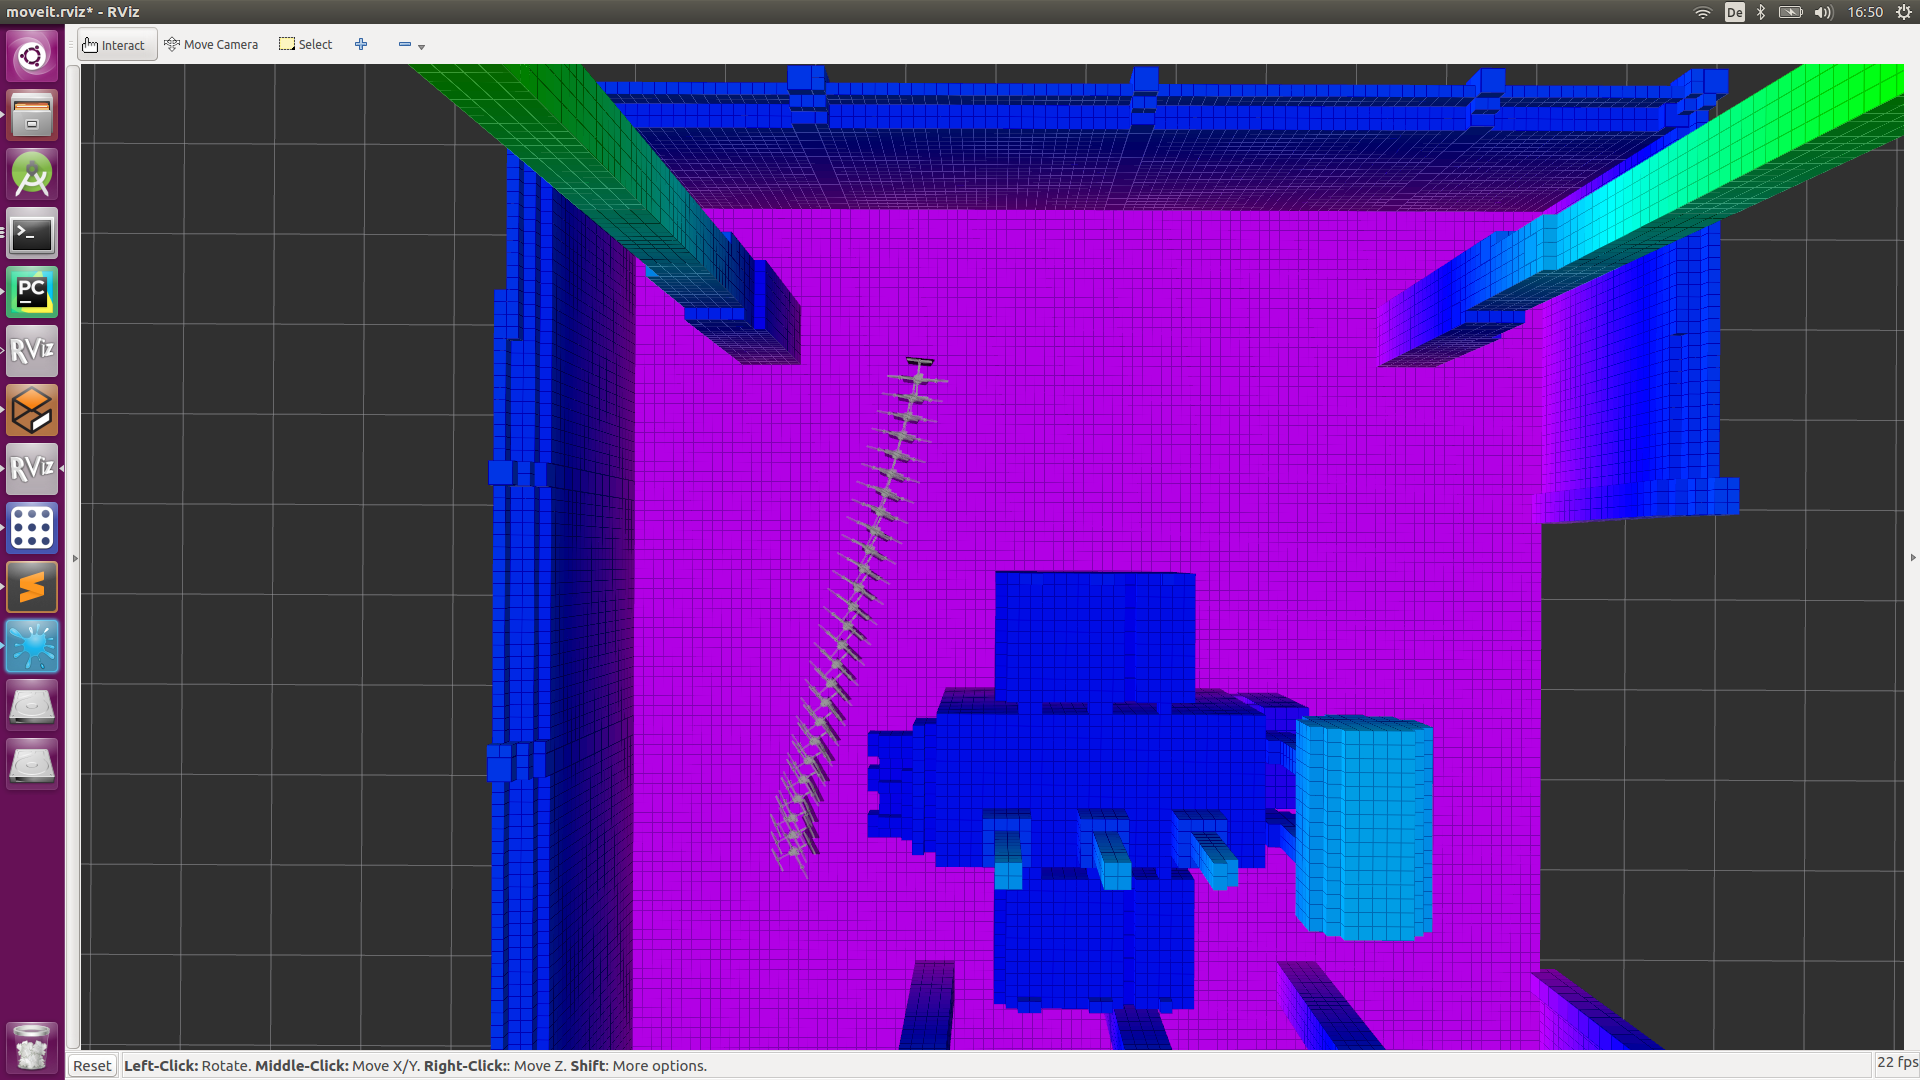 moveit.rviz* - RViz
De
16:50
Interact
Move Camera
Select
>_
PC
RViz
RViz
Reset
Left-Click: Rotate. Middle-Click: Move X/Y. Right-Click:: Move Z. Shift: More options.
22 fps